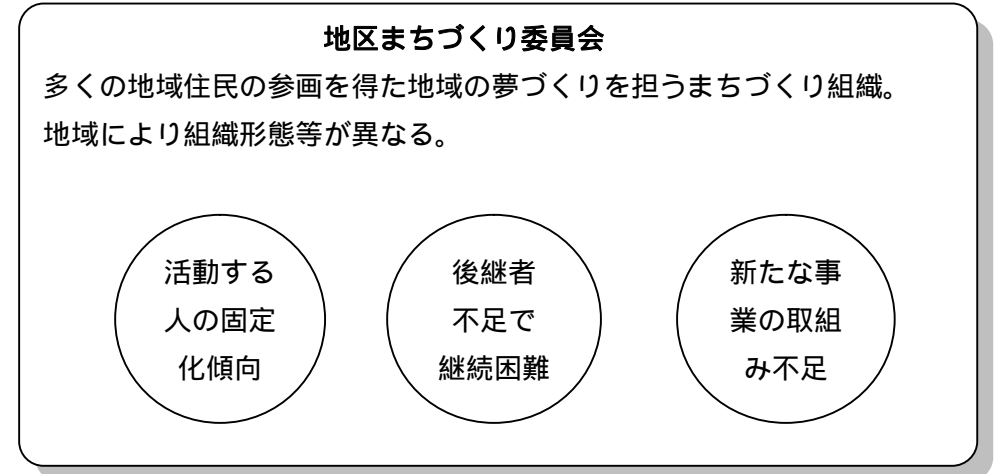 地区まちづくり委員会
多くの地域住民の参画を得た地域の夢づくりを担うまちづくり組織。
地域により組織形態等が異なる。
活動する
人の固定
化傾向
後継者
不足で
継続困難
新たな事
業の取組
み不足